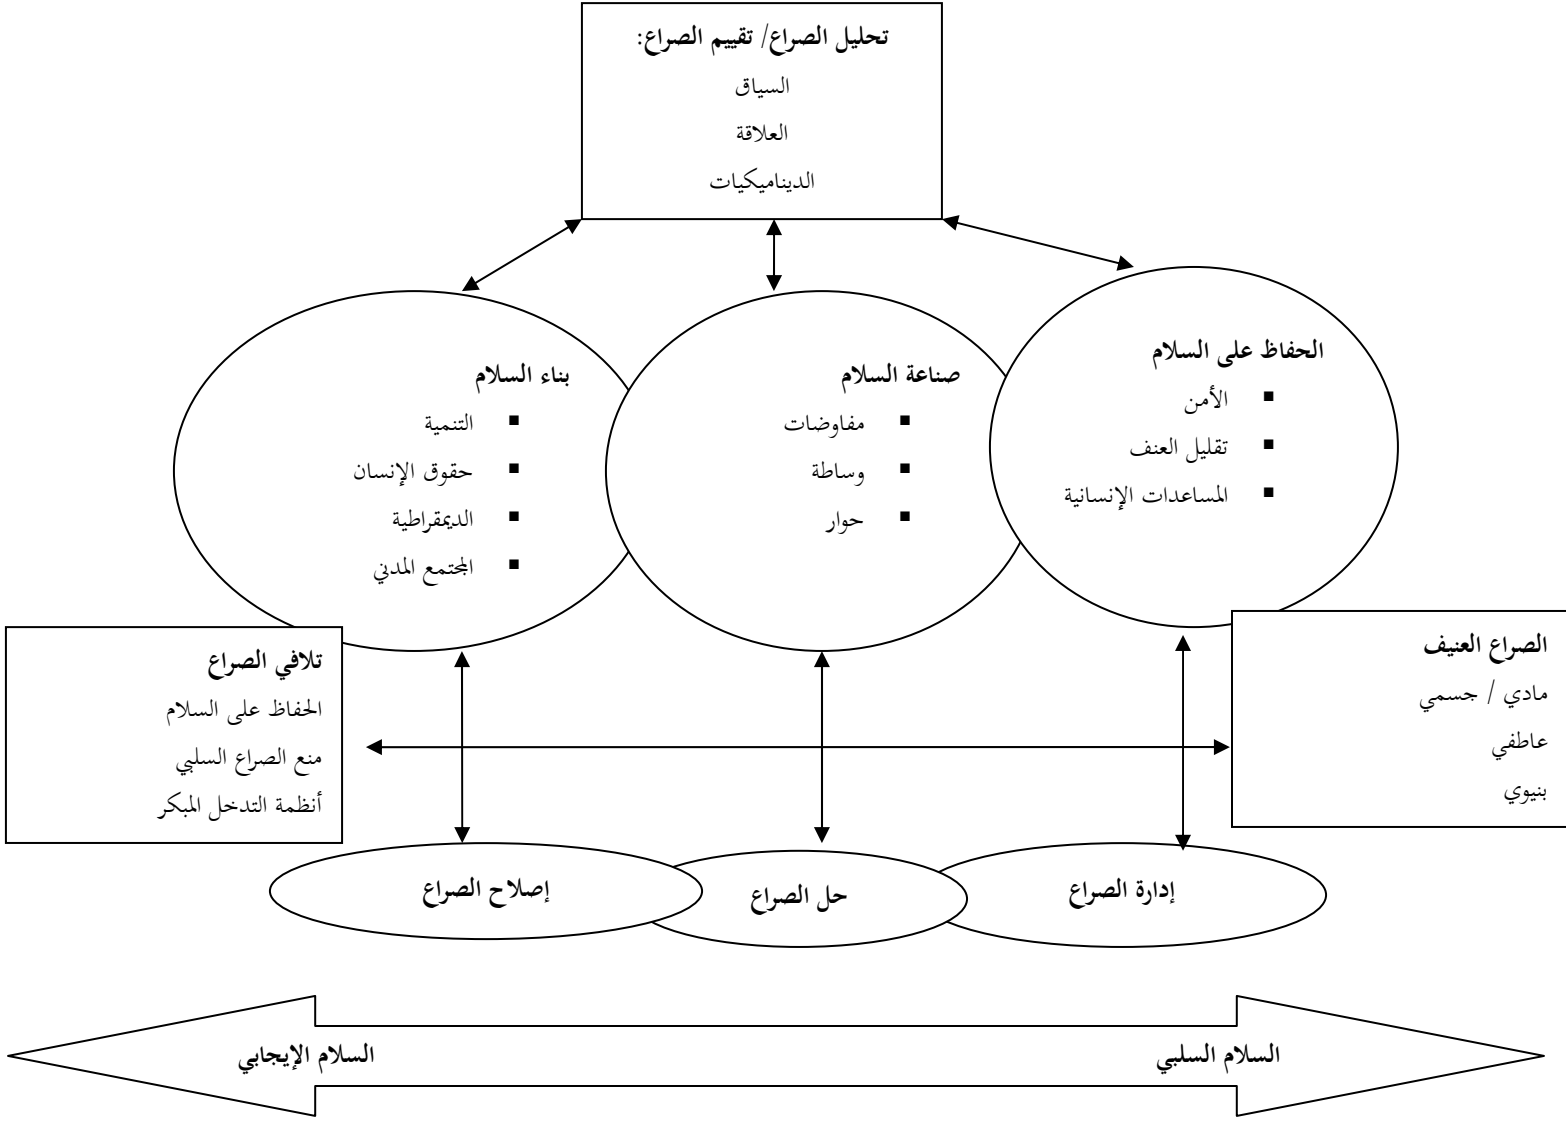 تحليل الصراع/ تقييم الصراع:
السياق
العلاقة
الديناميكيات
الحفاظ على السلام
▪ الأمن
▪ تقليل العنف
▪ المساعدات الإنسانية
صناعة السلام
▪ مفاوضات
▪ وساطة
▪ حوار
بناء السلام
▪ التنمية
▪ حقوق الإنسان
▪ الديمقراطية
▪ المجتمع المدني
الصراع العنيف
مادي / جسمي
عاطفي
بنيوي
تلافي الصراع
الحفاظ على السلام
منع الصراع السلبي
أنظمة التدخل المبكر
إدارة الصراع
حل الصراع
إصلاح الصراع
السلام السلبي
السلام الإيجابي